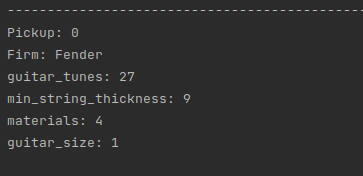 --------------------------------------------
Pickup: 0
Firm: Fender
guitar_tunes: 27
min_string_thickness: 9
materials: 4
guitar_size: 1